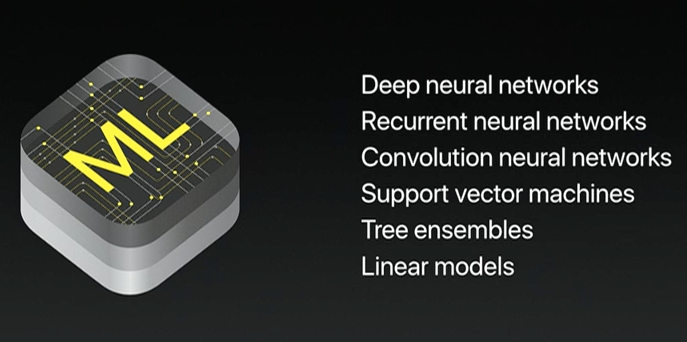 ML
Deep neural networks
Recurrent neural networks
Convolution neural networks
Support vector machines
Tree ensembles
Linear models